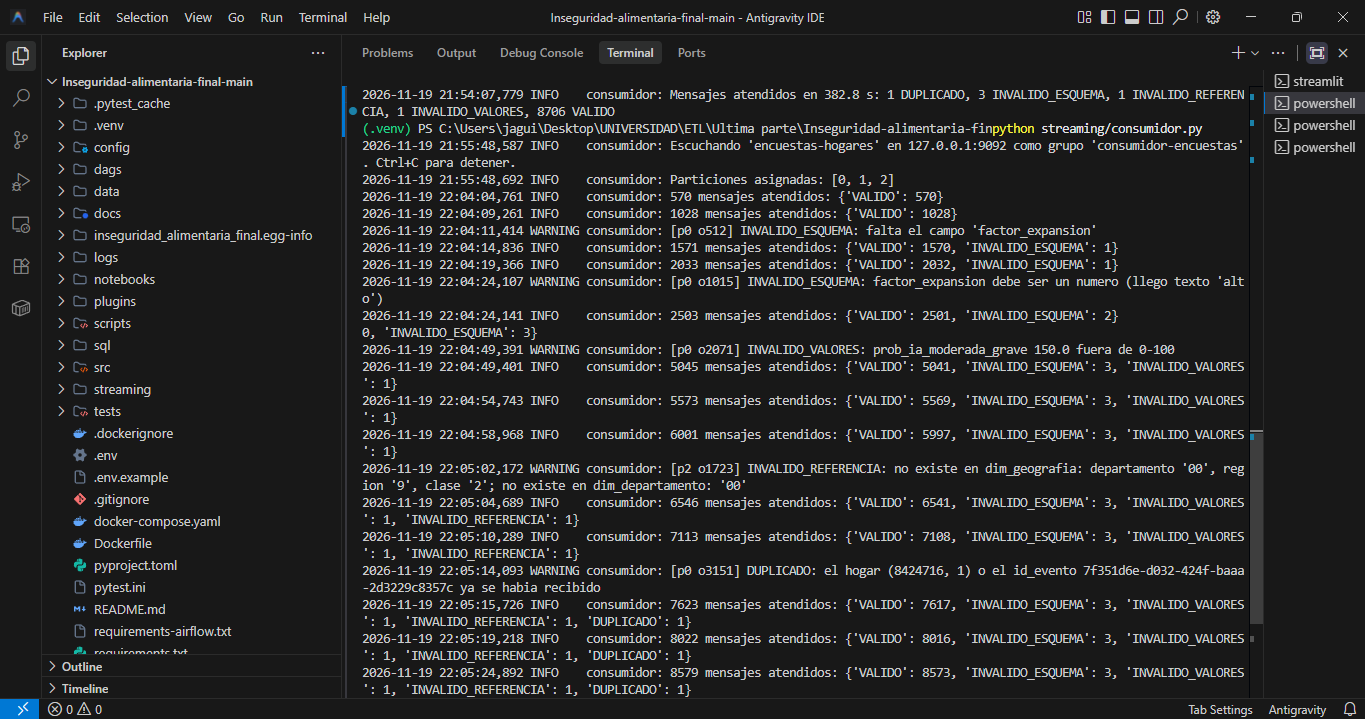 File Edit Selection View Go Run Terminal Help
Inseguridad-alimentaria-final-main - Antigravity IDE
Explorer
Inseguridad-alimentaria-final-main
.pytest_cache
.venv
config
dags
data
docs
inseguridad_alimentaria_final.egg-info
logs
notebooks
plugins
scripts
sql
src
streaming
tests
.dockerignore
.env
.env.example
.gitignore
docker-compose.yaml
Dockerfile
pyproject.toml
pytest.ini
README.md
requirements-airflow.txt
requirements.txt
Outline
Timeline
Problems Output Debug Console Terminal Ports
2026-11-19 21:54:07,779 INFO consumidor: Mensajes atendidos en 382.8 s: 1 DUPLICADO, 3 INVALIDO_ESQUEMA, 1 INVALIDO_REFEREN
CIA, 1 INVALIDO_VALORES, 8706 VALIDO
(.venv) PS C:\Users\jagui\Desktop\UNIVERSIDAD\ETL\Ultima parte\Inseguridad-alimentaria-finpython streaming/consumidor.py
2026-11-19 21:55:48,587 INFO consumidor: Escuchando 'encuestas-hogares' en 127.0.0.1:9092 como grupo 'consumidor-encuestas'
. Ctrl+C para detener.
2026-11-19 21:55:48,692 INFO consumidor: Particiones asignadas: [0, 1, 2]
2026-11-19 22:04:04,761 INFO consumidor: 570 mensajes atendidos: {'VALIDO': 570}
2026-11-19 22:04:09,261 INFO consumidor: 1028 mensajes atendidos: {'VALIDO': 1028}
2026-11-19 22:04:11,414 WARNING consumidor: [p0 o512] INVALIDO_ESQUEMA: falta el campo 'factor_expansion'
2026-11-19 22:04:14,836 INFO consumidor: 1571 mensajes atendidos: {'VALIDO': 1570, 'INVALIDO_ESQUEMA': 1}
2026-11-19 22:04:19,366 INFO consumidor: 2033 mensajes atendidos: {'VALIDO': 2032, 'INVALIDO_ESQUEMA': 1}
2026-11-19 22:04:24,107 WARNING consumidor: [p0 o1015] INVALIDO_ESQUEMA: factor_expansion debe ser un numero (llego texto 'alt
o')
2026-11-19 22:04:24,141 INFO consumidor: 2503 mensajes atendidos: {'VALIDO': 2501, 'INVALIDO_ESQUEMA': 2}
0, 'INVALIDO_ESQUEMA': 3}
2026-11-19 22:04:49,391 WARNING consumidor: [p0 o2071] INVALIDO_VALORES: prob_ia_moderada_grave 150.0 fuera de 0-100
2026-11-19 22:04:49,401 INFO consumidor: 5045 mensajes atendidos: {'VALIDO': 5041, 'INVALIDO_ESQUEMA': 3, 'INVALIDO_VALORES
': 1}
2026-11-19 22:04:54,743 INFO consumidor: 5573 mensajes atendidos: {'VALIDO': 5569, 'INVALIDO_ESQUEMA': 3, 'INVALIDO_VALORES
': 1}
2026-11-19 22:04:58,968 INFO consumidor: 6001 mensajes atendidos: {'VALIDO': 5997, 'INVALIDO_ESQUEMA': 3, 'INVALIDO_VALORES
': 1}
2026-11-19 22:05:02,172 WARNING consumidor: [p2 o1723] INVALIDO_REFERENCIA: no existe en dim_geografia: departamento '00', reg
ion '9', clase '2'; no existe en dim_departamento: '00'
2026-11-19 22:05:04,689 INFO consumidor: 6546 mensajes atendidos: {'VALIDO': 6541, 'INVALIDO_ESQUEMA': 3, 'INVALIDO_VALORES
': 1, 'INVALIDO_REFERENCIA': 1}
2026-11-19 22:05:10,289 INFO consumidor: 7113 mensajes atendidos: {'VALIDO': 7108, 'INVALIDO_ESQUEMA': 3, 'INVALIDO_VALORES
': 1, 'INVALIDO_REFERENCIA': 1}
2026-11-19 22:05:14,093 WARNING consumidor: [p0 o3151] DUPLICADO: el hogar (8424716, 1) o el id_evento 7f351d6e-d032-424f-baaa
-2d3229c8357c ya se habia recibido
2026-11-19 22:05:15,726 INFO consumidor: 7623 mensajes atendidos: {'VALIDO': 7617, 'INVALIDO_ESQUEMA': 3, 'INVALIDO_VALORES
': 1, 'INVALIDO_REFERENCIA': 1, 'DUPLICADO': 1}
2026-11-19 22:05:19,218 INFO consumidor: 8022 mensajes atendidos: {'VALIDO': 8016, 'INVALIDO_ESQUEMA': 3, 'INVALIDO_VALORES
': 1, 'INVALIDO_REFERENCIA': 1, 'DUPLICADO': 1}
2026-11-19 22:05:24,892 INFO consumidor: 8579 mensajes atendidos: {'VALIDO': 8573, 'INVALIDO_ESQUEMA': 3, 'INVALIDO_VALORES
': 1, 'INVALIDO_REFERENCIA': 1, 'DUPLICADO': 1}
streamlit
powershell
powershell
powershell
0 0
Tab Settings Antigravity